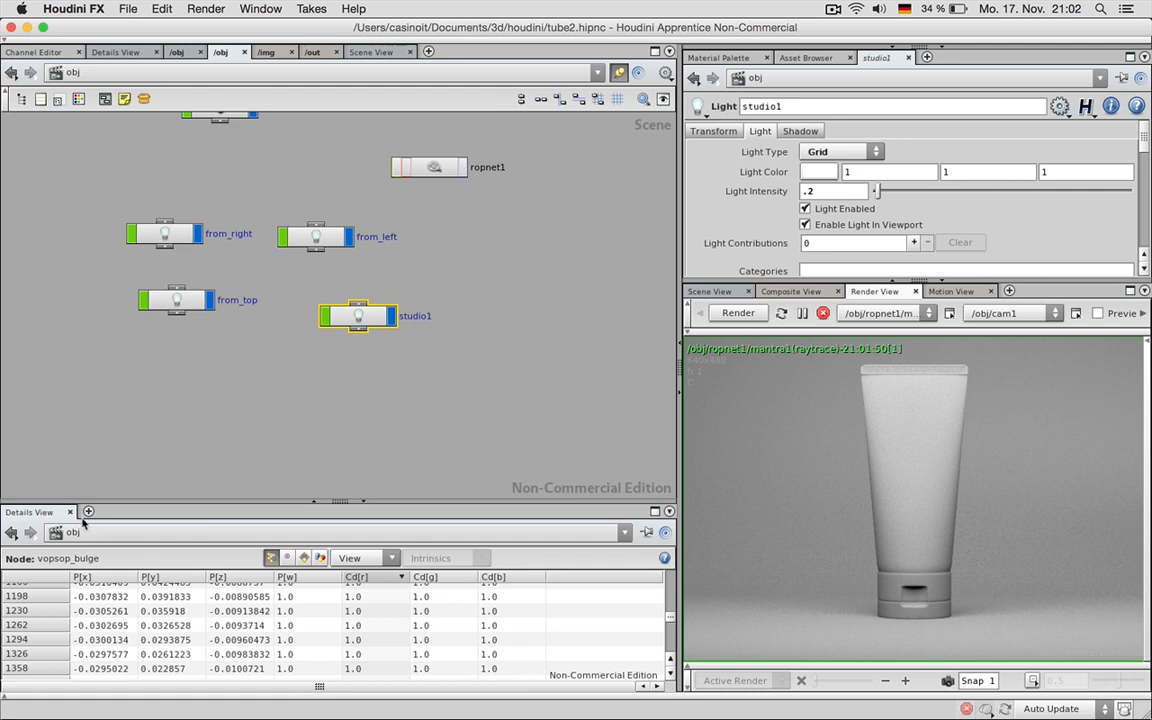 Houdini FX File Edit Render Window Takes Help 34 % Mo. 17. Nov. 21:02
/Users/casinoit/Documents/3d/houdini/tube2.hipnc - Houdini Apprentice Non-Commercial
Channel Editor Details View /obj /obj /img /out Scene View
obj
Scene
ropnet1
from_right from_left
from_top studio1
Non-Commercial Edition
Material Palette Asset Browser studio1
obj
Light studio1
Transform Light Shadow
Light Type Grid
Light Color 1 1 1
Light Intensity .2
Light Enabled
Enable Light In Viewport
Light Contributions 0 Clear
Categories
Scene View Composite View Render View Motion View
Render /obj/ropnet1/m... /obj/cam1 Previe
/obj/ropnet1/mantra1(raytrace)-21:01:50[1]
640x480
fr 1
C
Active Render Snap 1 0.5
Details View
obj
Node: vopsop_bulge View Intrinsics
P[x] P[y] P[z] P[w] Cd[r] Cd[g] Cd[b]
1198 -0.0307832 0.0391833 -0.00890585 1.0 1.0 1.0 1.0
1230 -0.0305261 0.035918 -0.00913842 1.0 1.0 1.0 1.0
1262 -0.0302695 0.0326528 -0.0093714 1.0 1.0 1.0 1.0
1294 -0.0300134 0.0293875 -0.00960473 1.0 1.0 1.0 1.0
1326 -0.0297577 0.0261223 -0.00983832 1.0 1.0 1.0 1.0
1358 -0.0295022 0.022857 -0.0100721 1.0 1.0 1.0 1.0
Non-Commercial Edition
Auto Update